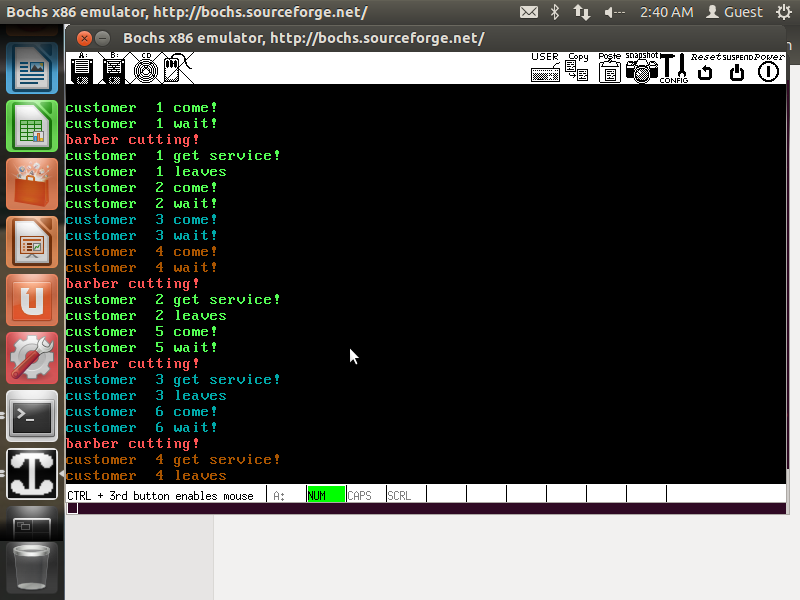 Bochs x86 emulator, http://bochs.sourceforge.net/
2:40 AM
Guest
Bochs x86 emulator, http://bochs.sourceforge.net/
A:
B:
CD
USER
Copy
Paste
snapshot
CONFIG
Reset
SUSPEND
Power
customer  1 come!
customer  1 wait!
barber cutting!
customer  1 get service!
customer  1 leaves
customer  2 come!
customer  2 wait!
customer  3 come!
customer  3 wait!
customer  4 come!
customer  4 wait!
barber cutting!
customer  2 get service!
customer  2 leaves
customer  5 come!
customer  5 wait!
barber cutting!
customer  3 get service!
customer  3 leaves
customer  6 come!
customer  6 wait!
barber cutting!
customer  4 get service!
customer  4 leaves
CTRL + 3rd button enables mouse
A:
NUM
CAPS
SCRL